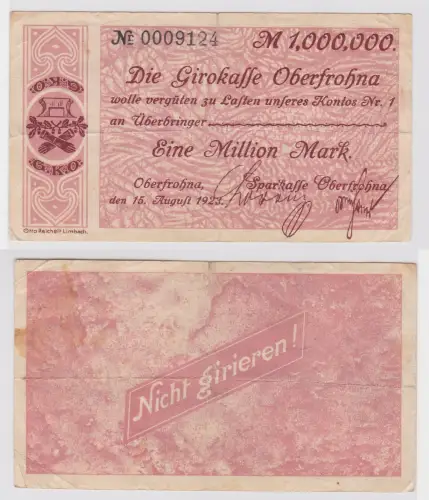 № 0009124
M 1,000,000.
Die Girokasse Oberfrohna
wolle vergüten zu Lasten unseres Kontos Nr. 1
an Überbringer
Eine Million Mark.
Oberfrohna,
den 15. August 1923.
Sparkasse Oberfrohna
S.K.O.
Otto Reichelt Limbach.
Nicht girieren!